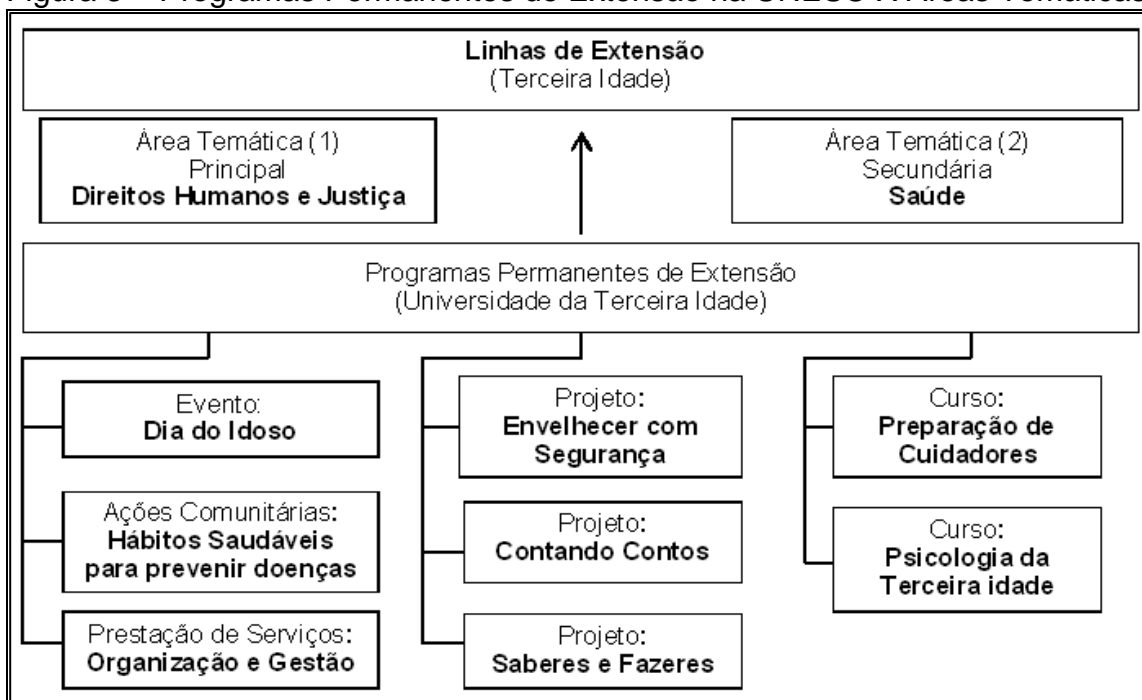 Programas Permanentes de Extensão na Áreas Temáticas
Linhas de Extensão
(Terceira Idade)
Área Temática (1)
Principal
Direitos Humanos e Justiça
Área Temática (2)
Secundária
Saúde
Programas Permanentes de Extensão
(Universidade da Terceira Idade)
Evento:
Dia do Idoso
Ações Comunitárias:
Hábitos Saudáveis
para prevenir doenças
Prestação de Serviços:
Organização e Gestão
Projeto:
Envelhecer com
Segurança
Projeto:
Contando Contos
Projeto:
Saberes e Fazeres
Curso:
Preparação de
Cuidadores
Curso:
Psicologia da
Terceira idade